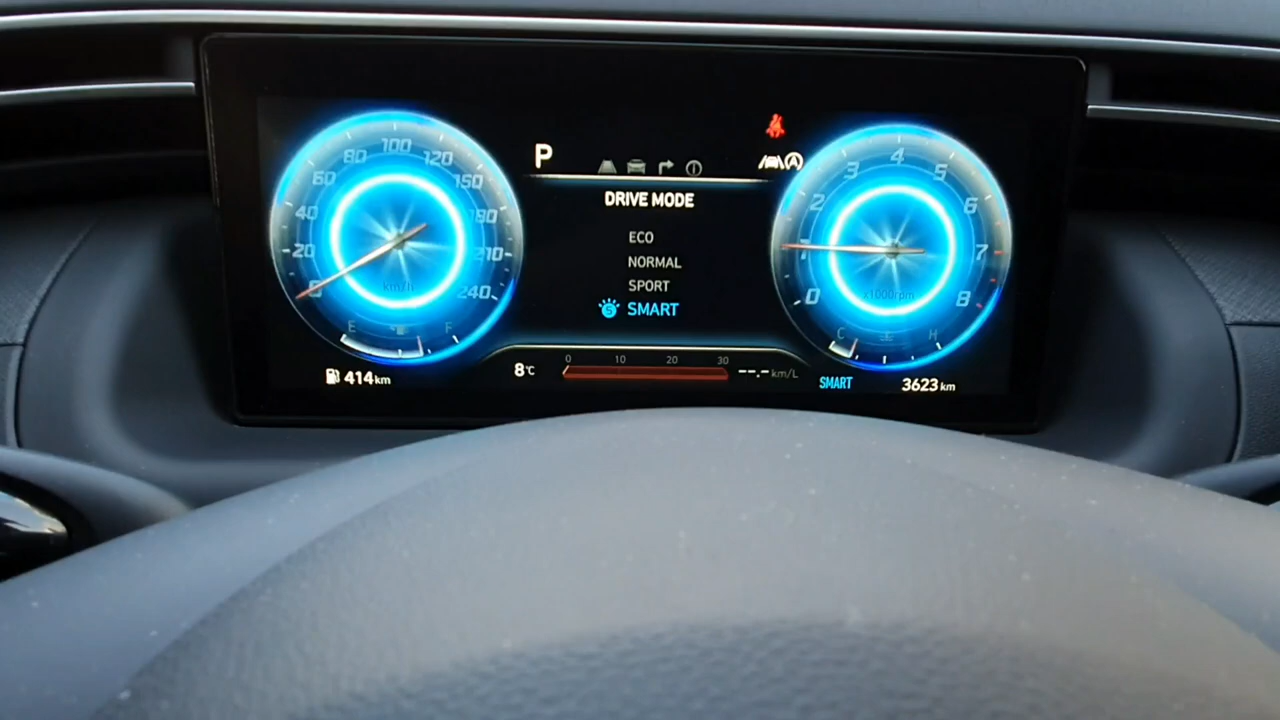 P
DRIVE MODE
ECO
NORMAL
SPORT
S SMART
0 20 40 60 80 100 120 150 180 210 240
km/h
E F
414km
8℃
0 10 20 30
--.- km/L
0 1 2 3 4 5 6 7 8
x1000rpm
C H
SMART
3623 km